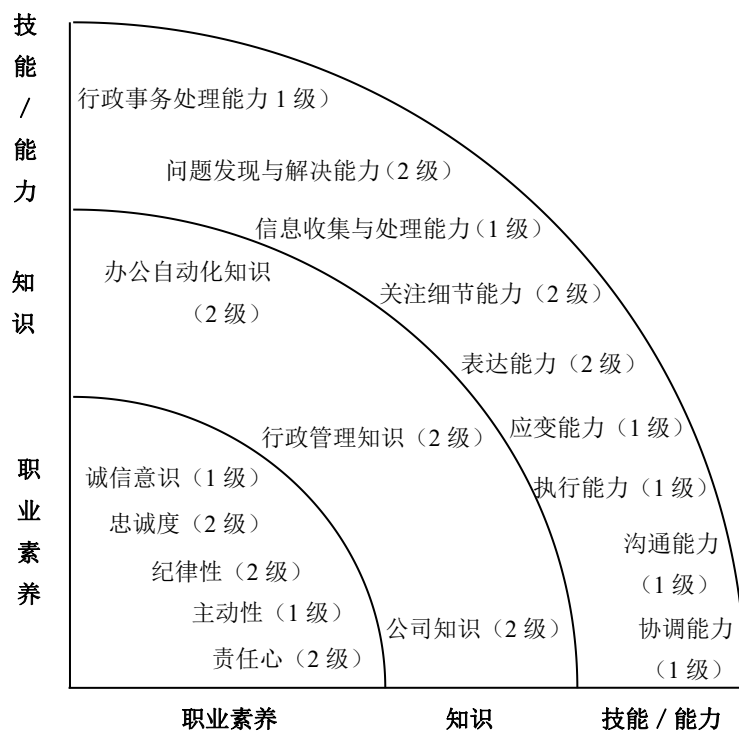 技能/能力
行政事务处理能力 1 级）
问题发现与解决能力（2 级）
信息收集与处理能力（1 级）
关注细节能力（2 级）
表达能力（2 级）
应变能力（1 级）
执行能力（1 级）
沟通能力
（1 级）
协调能力
（1 级）
知识
办公自动化知识
（2 级）
行政管理知识（2 级）
公司知识（2 级）
职业素养
诚信意识（1 级）
忠诚度（2 级）
纪律性（2 级）
主动性（1 级）
责任心（2 级）
职业素养
知识
技能 / 能力